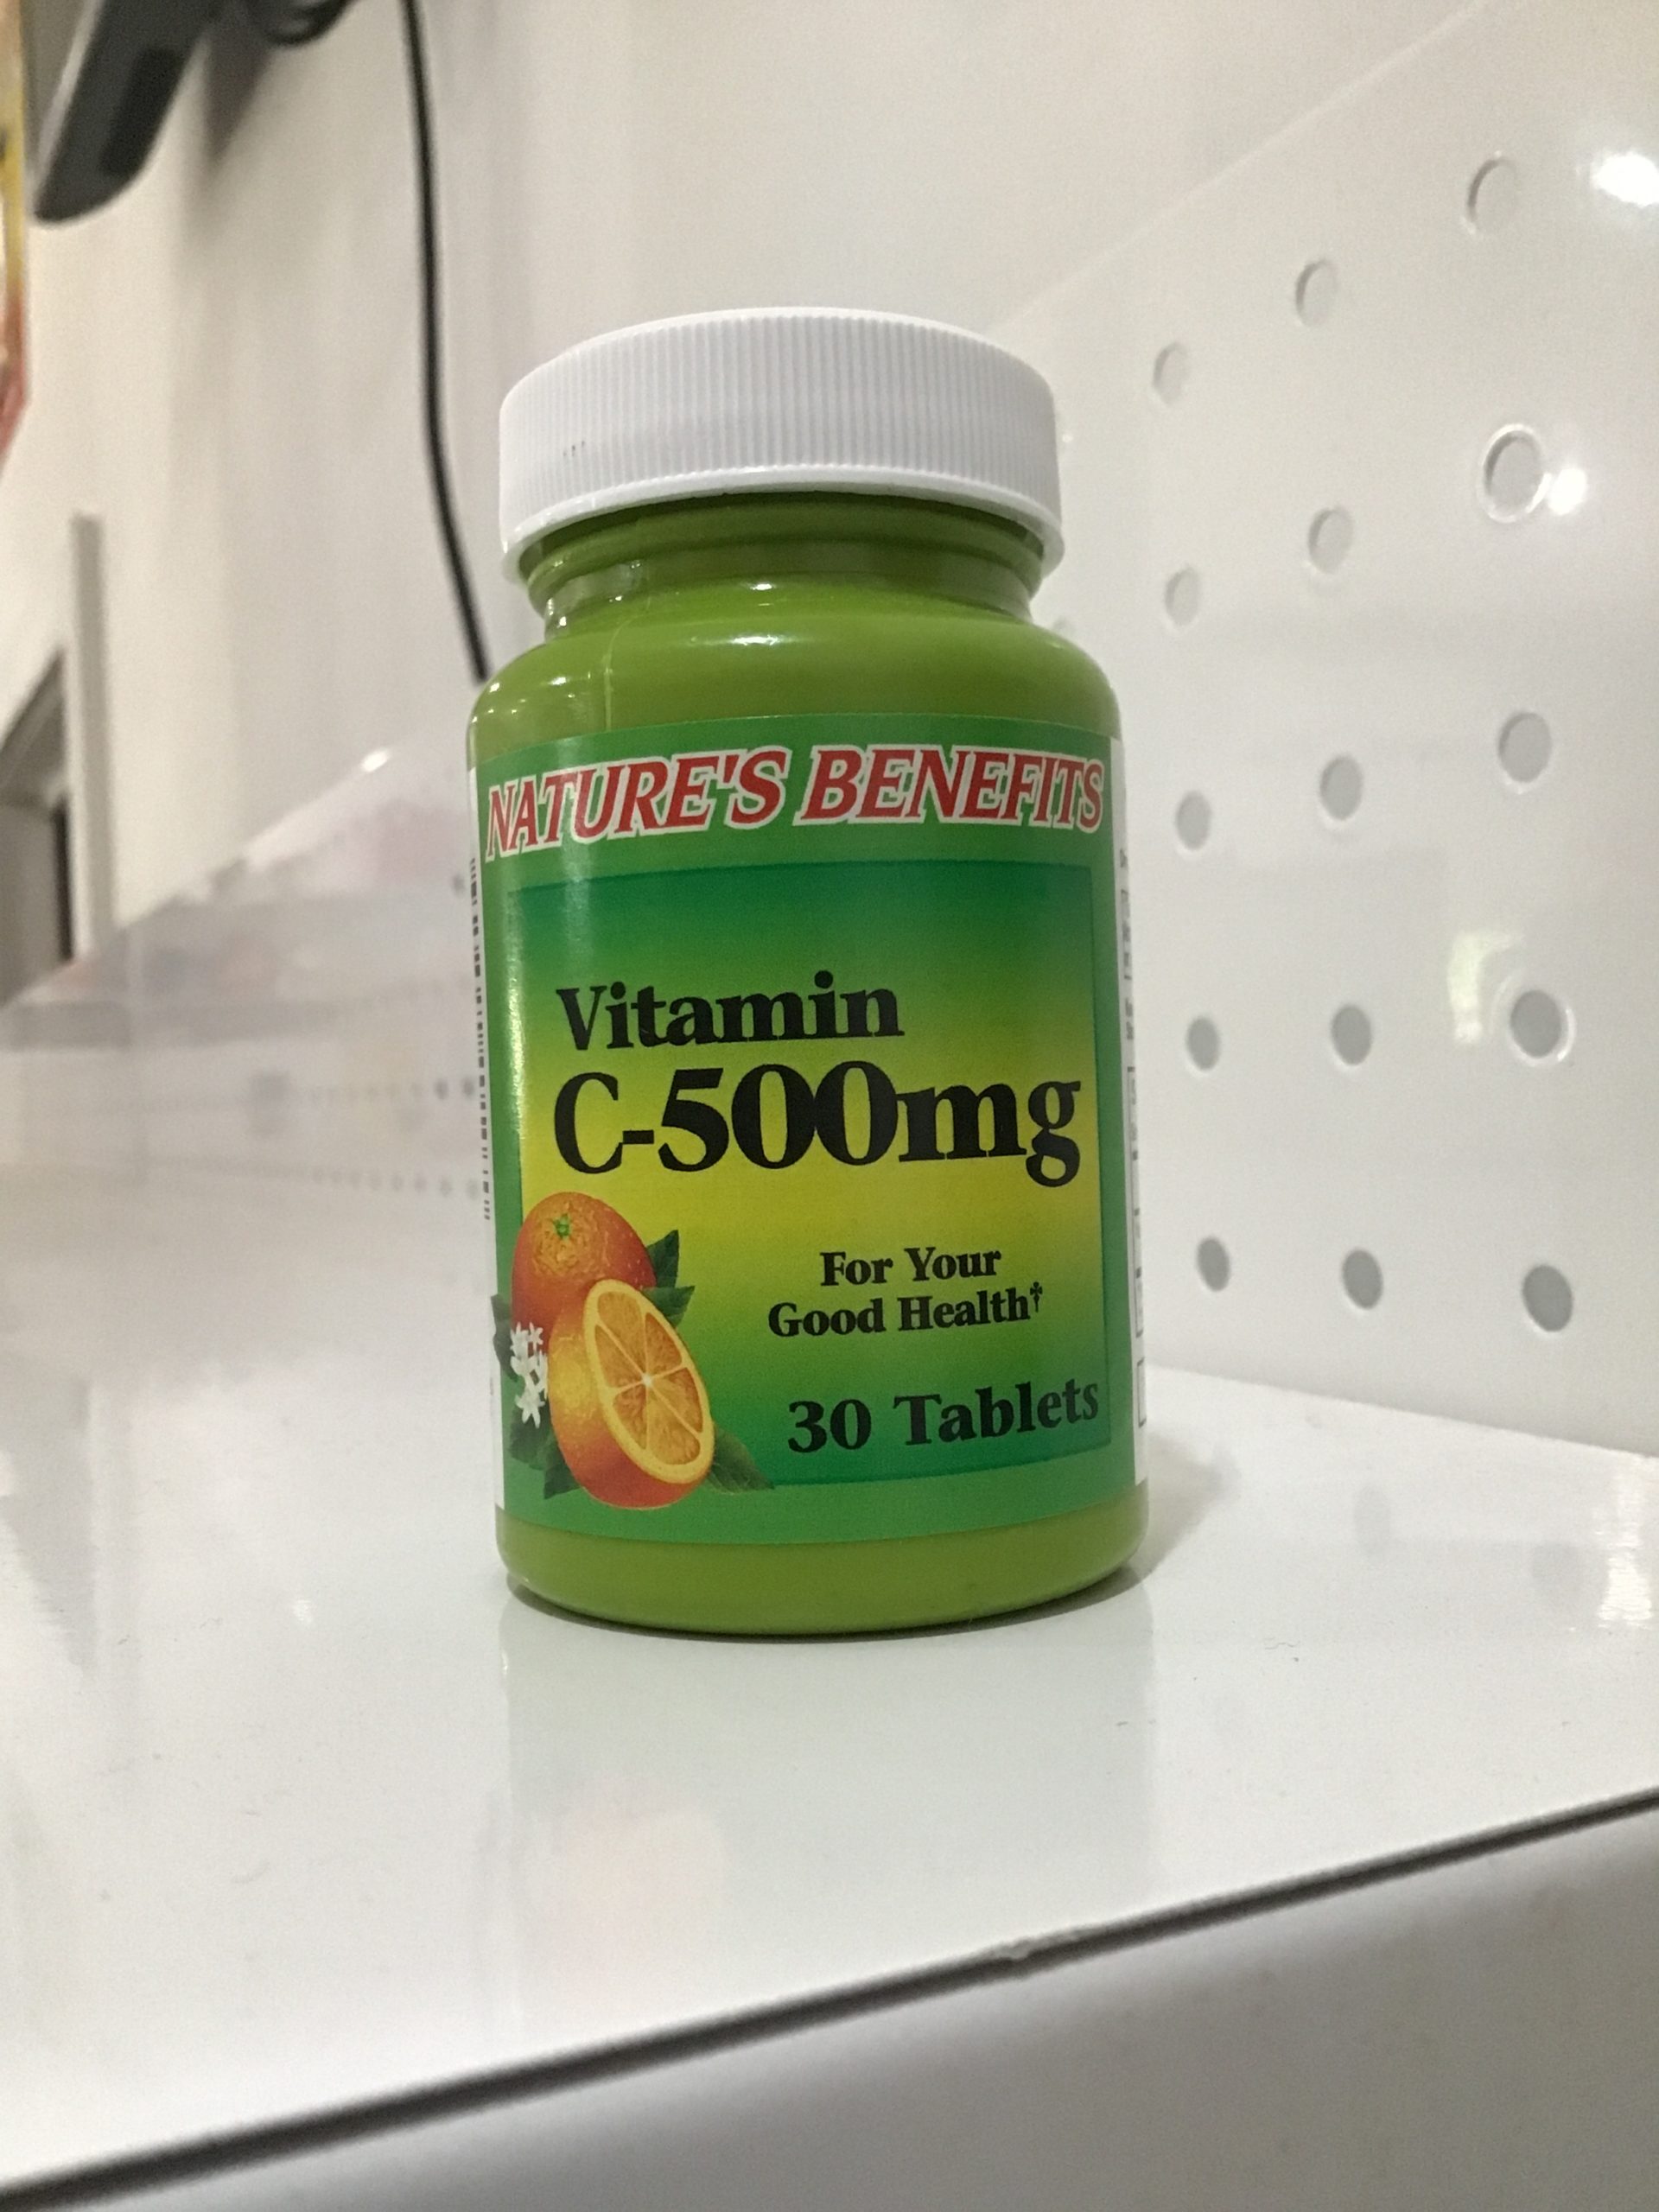 NATURE'S BENEFITS
Vitamin
C-500mg
For Your
Good Health†
30 Tablets